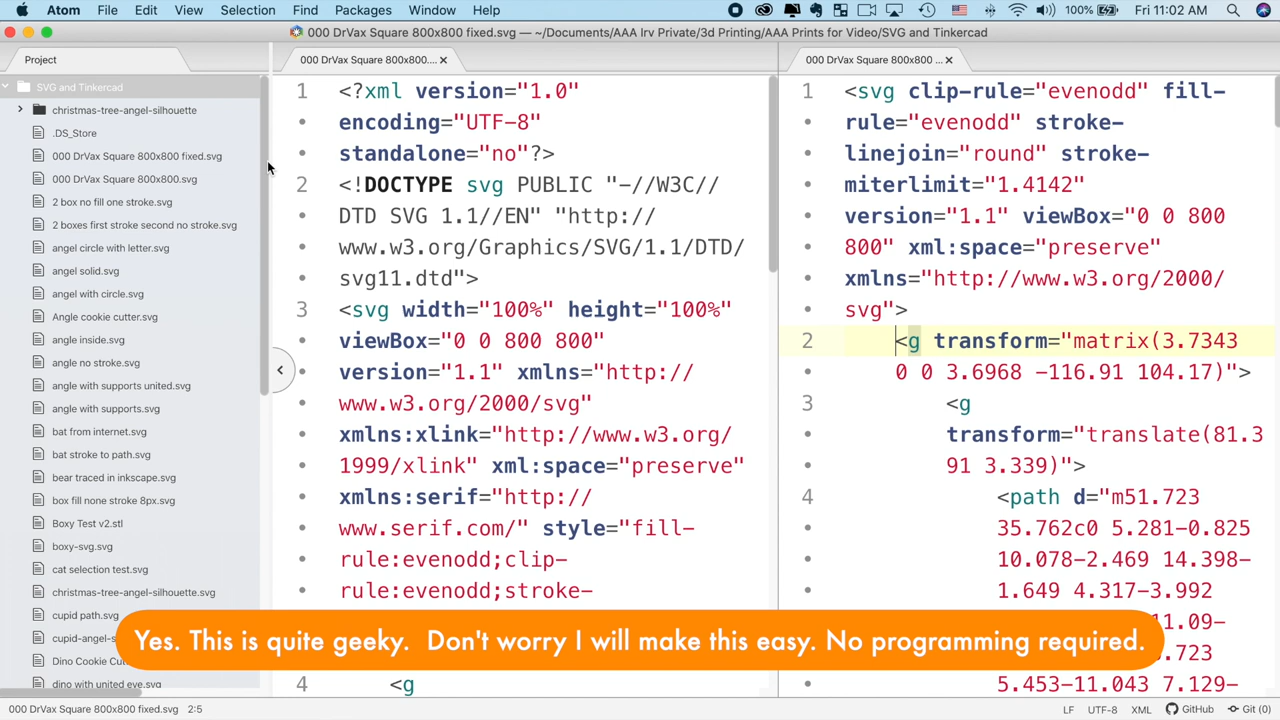 Atom File Edit View Selection Find Packages Window Help 100% Fri 11:02 AM
000 DrVax Square 800x800 fixed.svg — ~/Documents/AAA Irv Private/3d Printing/AAA Prints for Video/SVG and Tinkercad
Project
SVG and Tinkercad
christmas-tree-angel-silhouette
.DS_Store
000 DrVax Square 800x800 fixed.svg
000 DrVax Square 800x800.svg
2 box no fill one stroke.svg
2 boxes first stroke second no stroke.svg
angel circle with letter.svg
angel solid.svg
angel with circle.svg
Angle cookie cutter.svg
angle inside.svg
angle no stroke.svg
angle with supports united.svg
angle with supports.svg
bat from internet.svg
bat stroke to path.svg
bear traced in inkscape.svg
box fill none stroke 8px.svg
Boxy Test v2.stl
boxy-svg.svg
cat selection test.svg
christmas-tree-angel-silhouette.svg
cupid path.svg
cupid-angel-s
Dino Cookie Cu
dino with united eye.svg
000 DrVax Square 800x800....
1 <?xml version="1.0"
encoding="UTF-8"
standalone="no"?>
2 <!DOCTYPE svg PUBLIC "-//W3C//
DTD SVG 1.1//EN" "http://
www.w3.org/Graphics/SVG/1.1/DTD/
svg11.dtd">
3 <svg width="100%" height="100%"
viewBox="0 0 800 800"
version="1.1" xmlns="http://
www.w3.org/2000/svg"
xmlns:xlink="http://www.w3.org/
1999/xlink" xml:space="preserve"
xmlns:serif="http://
www.serif.com/" style="fill-
rule:evenodd;clip-
rule:evenodd;stroke-
4 <g
000 DrVax Square 800x800 ...
1 <svg clip-rule="evenodd" fill-
rule="evenodd" stroke-
linejoin="round" stroke-
miterlimit="1.4142"
version="1.1" viewBox="0 0 800
800" xml:space="preserve"
xmlns="http://www.w3.org/2000/
svg">
2 <g transform="matrix(3.7343
0 0 3.6968 -116.91 104.17)">
3 <g
transform="translate(81.3
91 3.339)">
4 <path d="m51.723
35.762c0 5.281-0.825
10.078-2.469 14.398-
1.649 4.317-3.992
11.09-
.723
5.453-11.043 7.129-
Yes. This is quite geeky. Don't worry I will make this easy. No programming required.
000 DrVax Square 800x800 fixed.svg 2:5 LF UTF-8 XML GitHub Git (0)